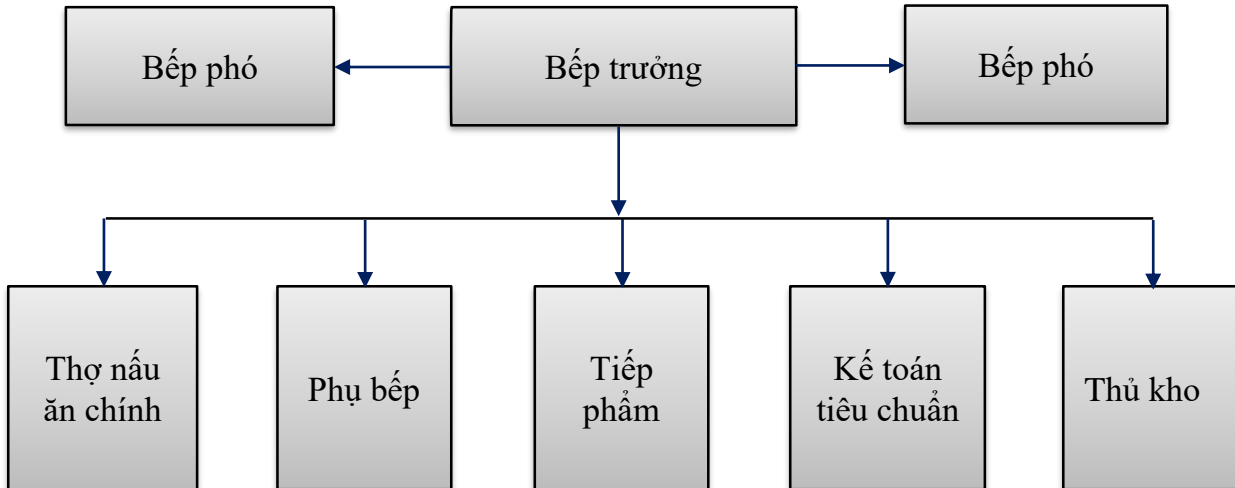 Bếp phó
Bếp trưởng
Bếp phó
Thợ nấu
ăn chính
Phụ bếp
Tiếp
phẩm
Kế toán
tiêu chuẩn
Thủ kho